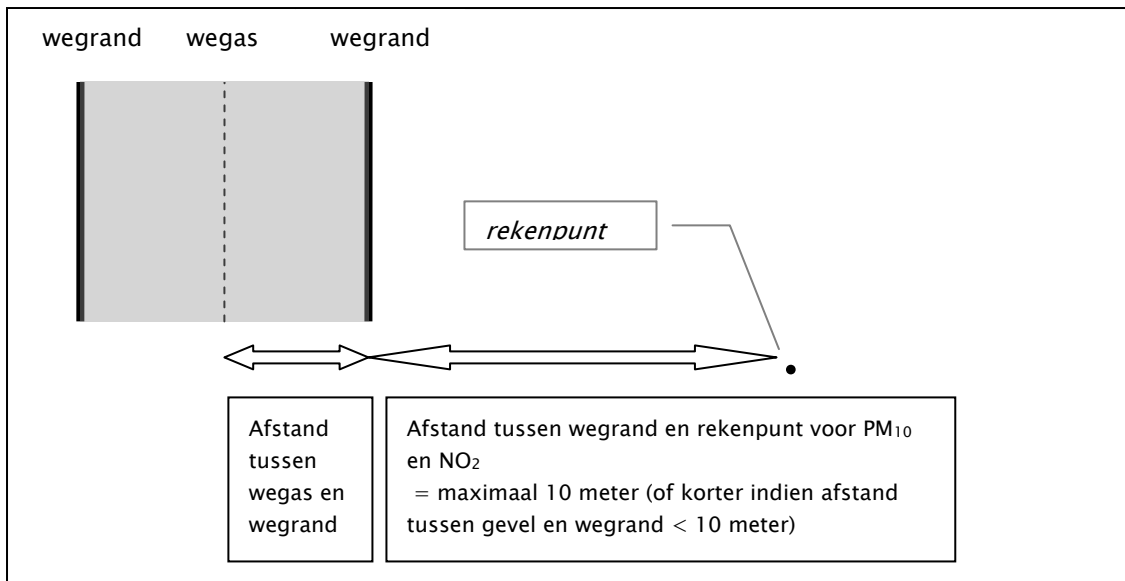 wegrand wegas wegrand
rekenpunt
Afstand
tussen
wegas en
wegrand
Afstand tussen wegrand en rekenpunt voor PM₁₀
en NO₂
= maximaal 10 meter (of korter indien afstand
tussen gevel en wegrand < 10 meter)